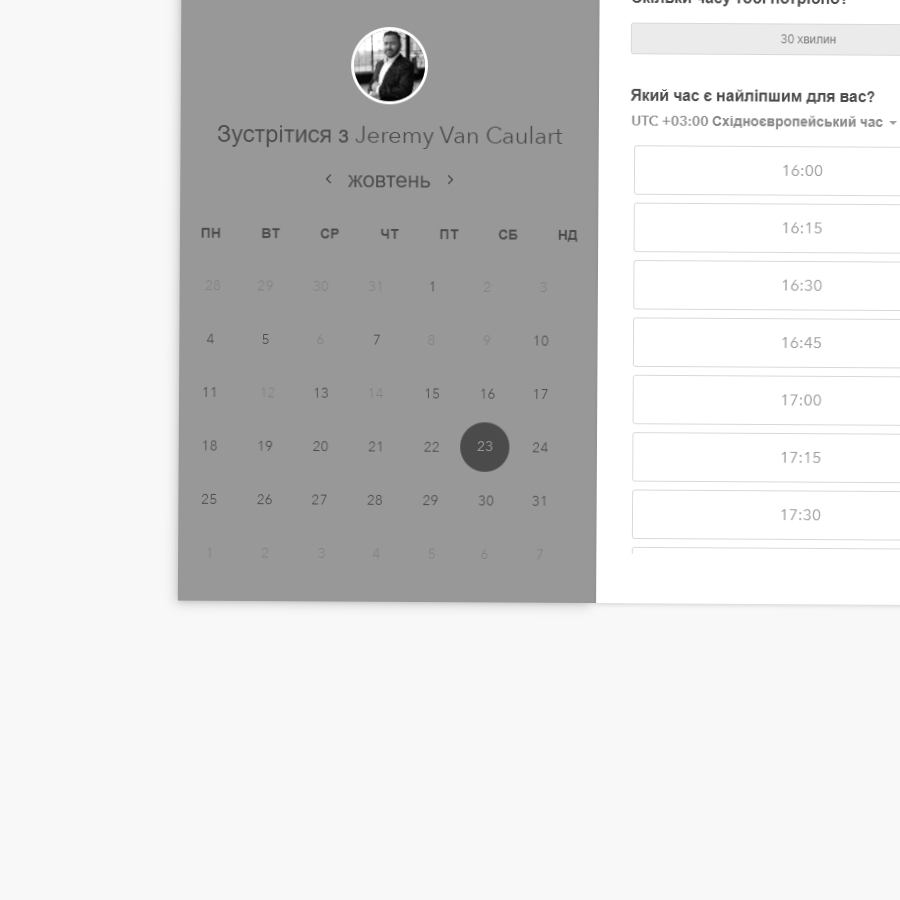 Зустрітися з Jeremy Van Caulart
‹ жовтень ›
ПН ВТ СР ЧТ ПТ СБ НД
28 29 30 31 1 2 3
4 5 6 7 8 9 10
11 12 13 14 15 16 17
18 19 20 21 22 23 24
25 26 27 28 29 30 31
1 2 3 4 5 6 7
Скільки часу тобі потрібно?
30 хвилин
Який час є найліпшим для вас?
UTC +03:00 Східноєвропейський час
16:00
16:15
16:30
16:45
17:00
17:15
17:30